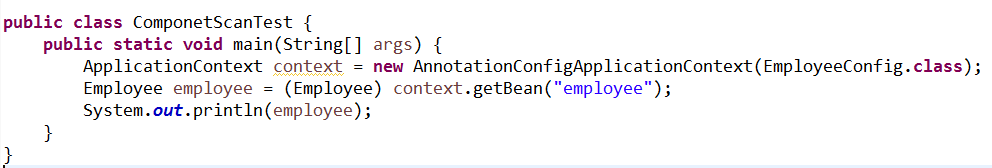 public class ComponetScanTest {
    public static void main(String[] args) {
        ApplicationContext context = new AnnotationConfigApplicationContext(EmployeeConfig.class);
        Employee employee = (Employee) context.getBean("employee");
        System.out.println(employee);
    }
}